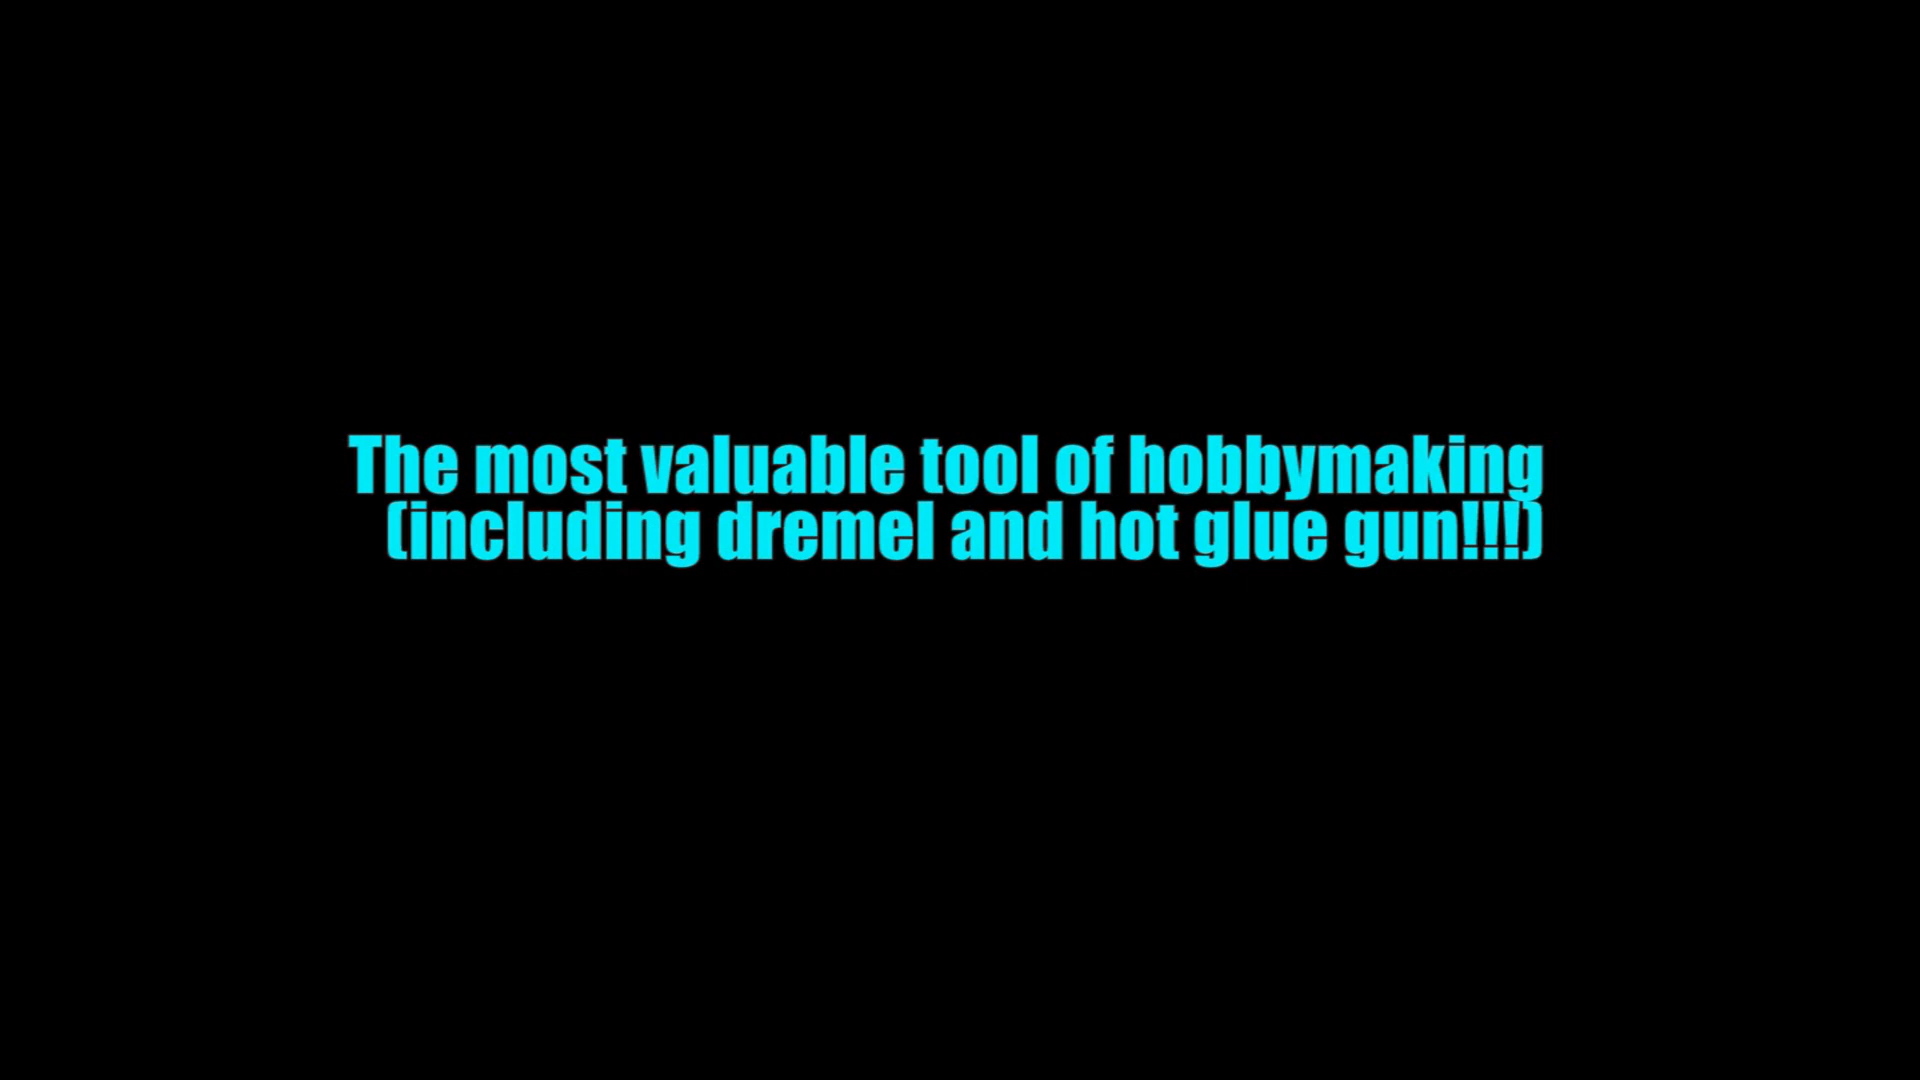 The most valuable tool of hobbymaking
(including dremel and hot glue gun!!!)